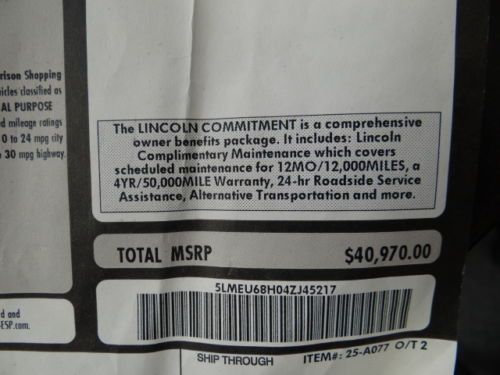 rison Shopping
icles classified as
AL PURPOSE
d mileage ratings
0 to 24 mpg city
30 mpg highway.
The LINCOLN COMMITMENT is a comprehensive
owner benefits package. It includes: Lincoln
Complimentary Maintenance which covers
scheduled maintenance for 12MO/12,000MILES, a
4YR/50,000MILE Warranty, 24-hr Roadside Service
Assistance, Alternative Transportation and more.
TOTAL MSRP $40,970.00
5LMEU68H04ZJ45217
d and
ESP.com.
SHIP THROUGH ITEM#: 25-A077 O/T 2